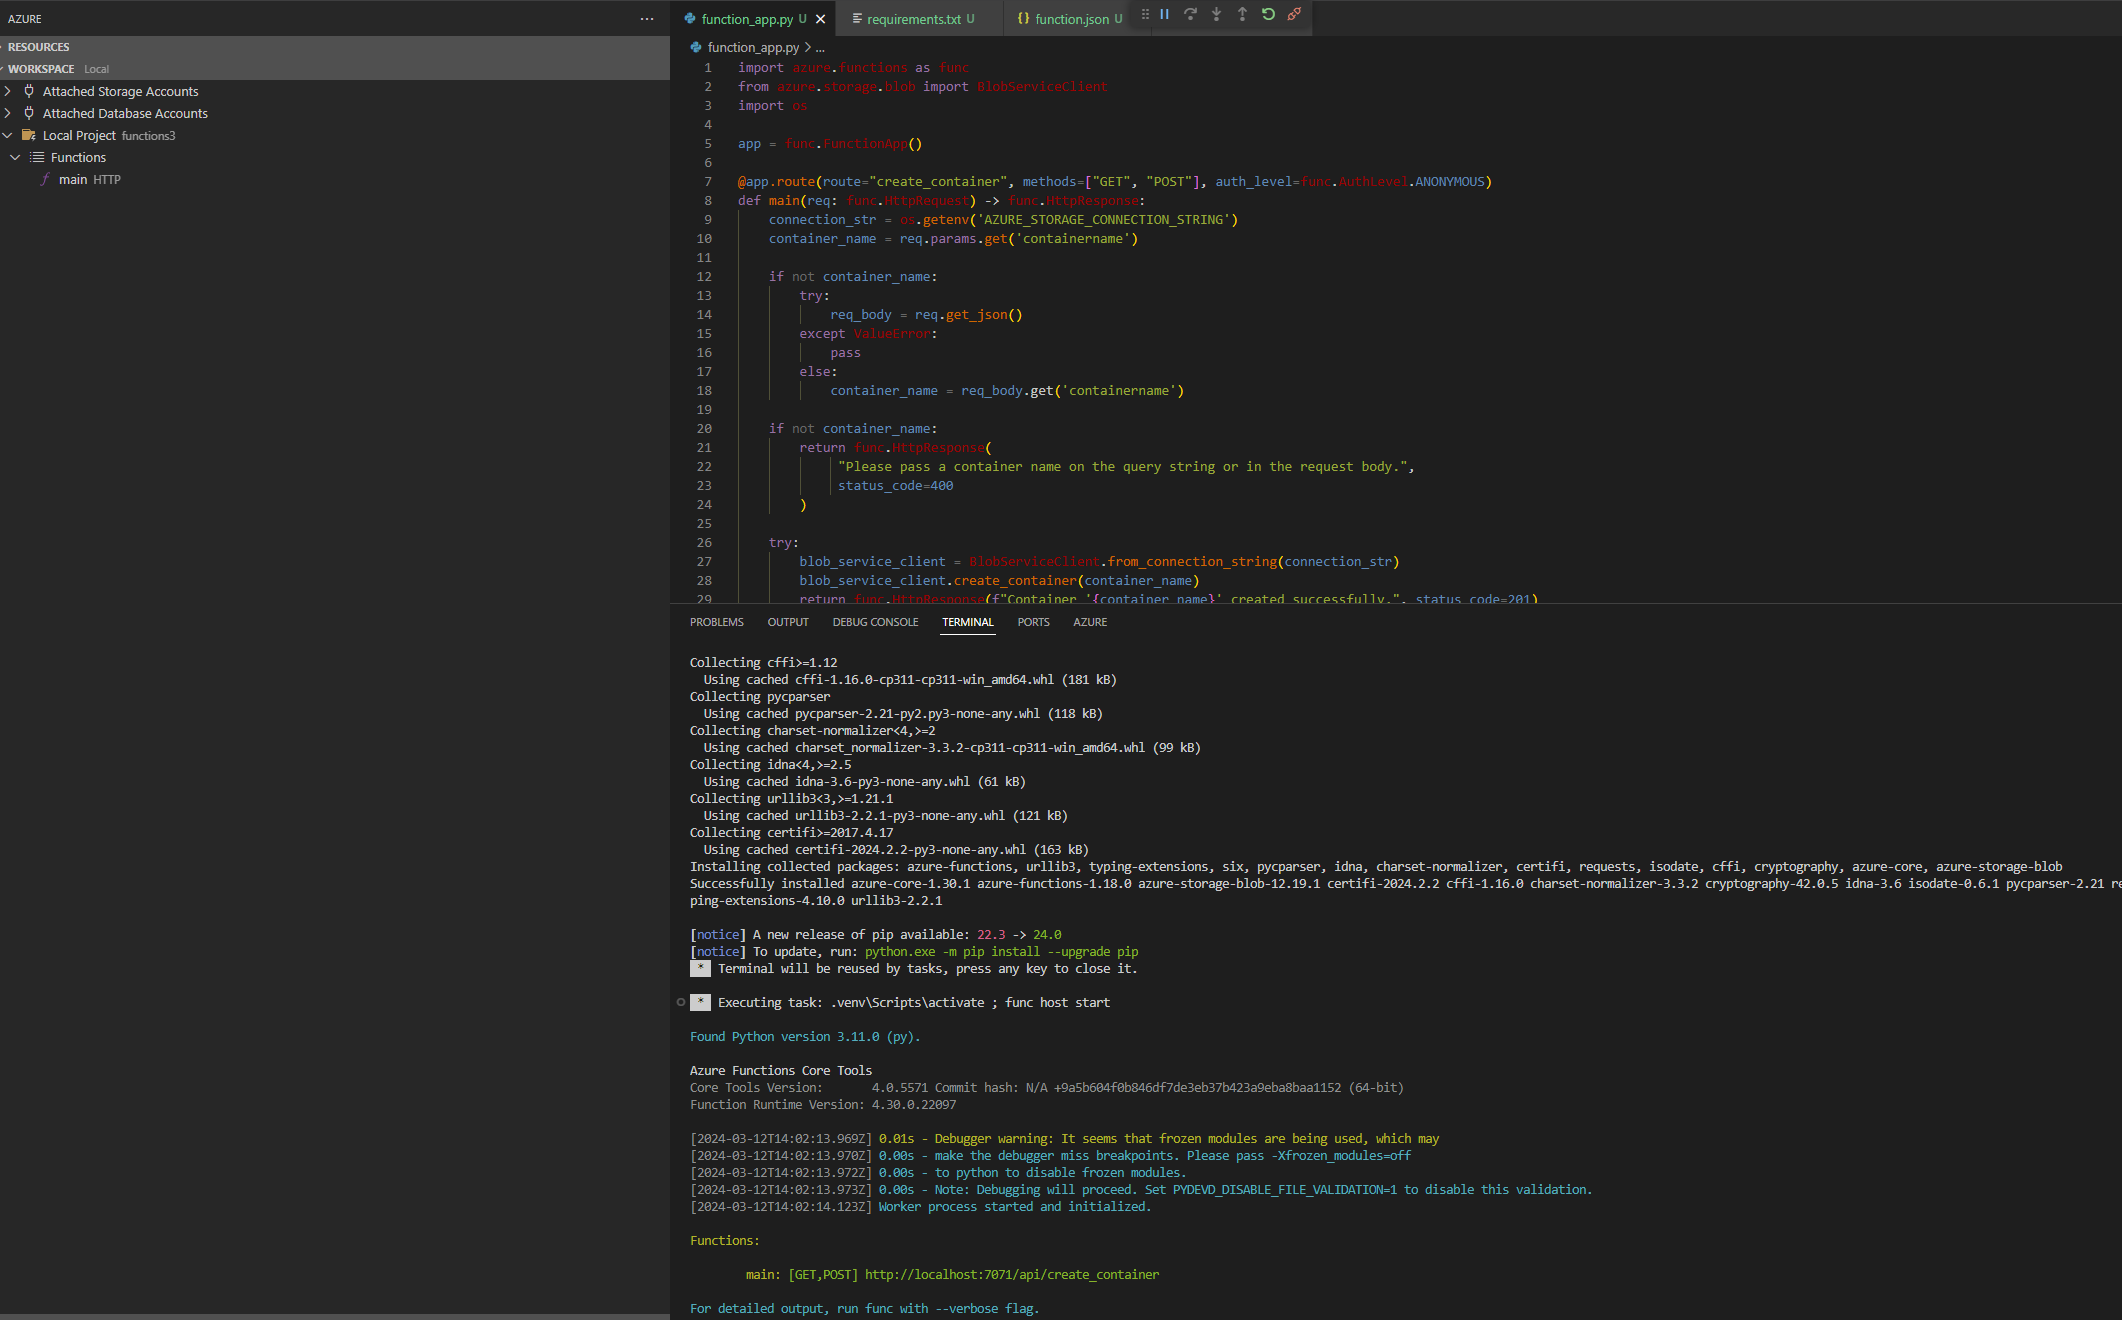 AZURE
RESOURCES
WORKSPACE Local
Attached Storage Accounts
Attached Database Accounts
Local Project functions3
Functions
main HTTP
function_app.py U
requirements.txt U
{} function.json U
function_app.py > ...
1 import azure.functions as func
2 from azure.storage.blob import BlobServiceClient
3 import os
4
5 app = func.FunctionApp()
6
7 @app.route(route="create_container", methods=["GET", "POST"], auth_level=func.AuthLevel.ANONYMOUS)
8 def main(req: func.HttpRequest) -> func.HttpResponse:
9 connection_str = os.getenv('AZURE_STORAGE_CONNECTION_STRING')
10 container_name = req.params.get('containername')
11
12 if not container_name:
13 try:
14 req_body = req.get_json()
15 except ValueError:
16 pass
17 else:
18 container_name = req_body.get('containername')
19
20 if not container_name:
21 return func.HttpResponse(
22 "Please pass a container name on the query string or in the request body.",
23 status_code=400
24 )
25
26 try:
27 blob_service_client = BlobServiceClient.from_connection_string(connection_str)
28 blob_service_client.create_container(container_name)
29 return func.HttpResponse(f"Container '{container_name}' created successfully.", status_code=201)
PROBLEMS OUTPUT DEBUG CONSOLE TERMINAL PORTS AZURE
Collecting cffi>=1.12
Using cached cffi-1.16.0-cp311-cp311-win_amd64.whl (181 kB)
Collecting pycparser
Using cached pycparser-2.21-py2.py3-none-any.whl (118 kB)
Collecting charset-normalizer<4,>=2
Using cached charset_normalizer-3.3.2-cp311-cp311-win_amd64.whl (99 kB)
Collecting idna<4,>=2.5
Using cached idna-3.6-py3-none-any.whl (61 kB)
Collecting urllib3<3,>=1.21.1
Using cached urllib3-2.2.1-py3-none-any.whl (121 kB)
Collecting certifi>=2017.4.17
Using cached certifi-2024.2.2-py3-none-any.whl (163 kB)
Installing collected packages: azure-functions, urllib3, typing-extensions, six, pycparser, idna, charset-normalizer, certifi, requests, isodate, cffi, cryptography, azure-core, azure-storage-blob
Successfully installed azure-core-1.30.1 azure-functions-1.18.0 azure-storage-blob-12.19.1 certifi-2024.2.2 cffi-1.16.0 charset-normalizer-3.3.2 cryptography-42.0.5 idna-3.6 isodate-0.6.1 pycparser-2.21 re
ping-extensions-4.10.0 urllib3-2.2.1
[notice] A new release of pip available: 22.3 -> 24.0
[notice] To update, run: python.exe -m pip install --upgrade pip
* Terminal will be reused by tasks, press any key to close it.
* Executing task: .venv\Scripts\activate ; func host start
Found Python version 3.11.0 (py).
Azure Functions Core Tools
Core Tools Version: 4.0.5571 Commit hash: N/A +9a5b604f0b846df7de3eb37b423a9eba8baa1152 (64-bit)
Function Runtime Version: 4.30.0.22097
[2024-03-12T14:02:13.969Z] 0.01s - Debugger warning: It seems that frozen modules are being used, which may
[2024-03-12T14:02:13.970Z] 0.00s - make the debugger miss breakpoints. Please pass -Xfrozen_modules=off
[2024-03-12T14:02:13.972Z] 0.00s - to python to disable frozen modules.
[2024-03-12T14:02:13.973Z] 0.00s - Note: Debugging will proceed. Set PYDEVD_DISABLE_FILE_VALIDATION=1 to disable this validation.
[2024-03-12T14:02:14.123Z] Worker process started and initialized.
Functions:
main: [GET,POST] http://localhost:7071/api/create_container
For detailed output, run func with --verbose flag.